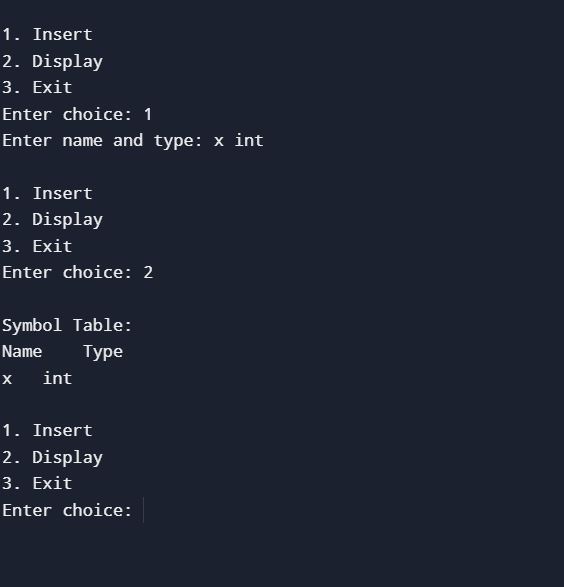 1. Insert
2. Display
3. Exit
Enter choice: 1
Enter name and type: x int

1. Insert
2. Display
3. Exit
Enter choice: 2

Symbol Table:
Name    Type
x   int

1. Insert
2. Display
3. Exit
Enter choice: